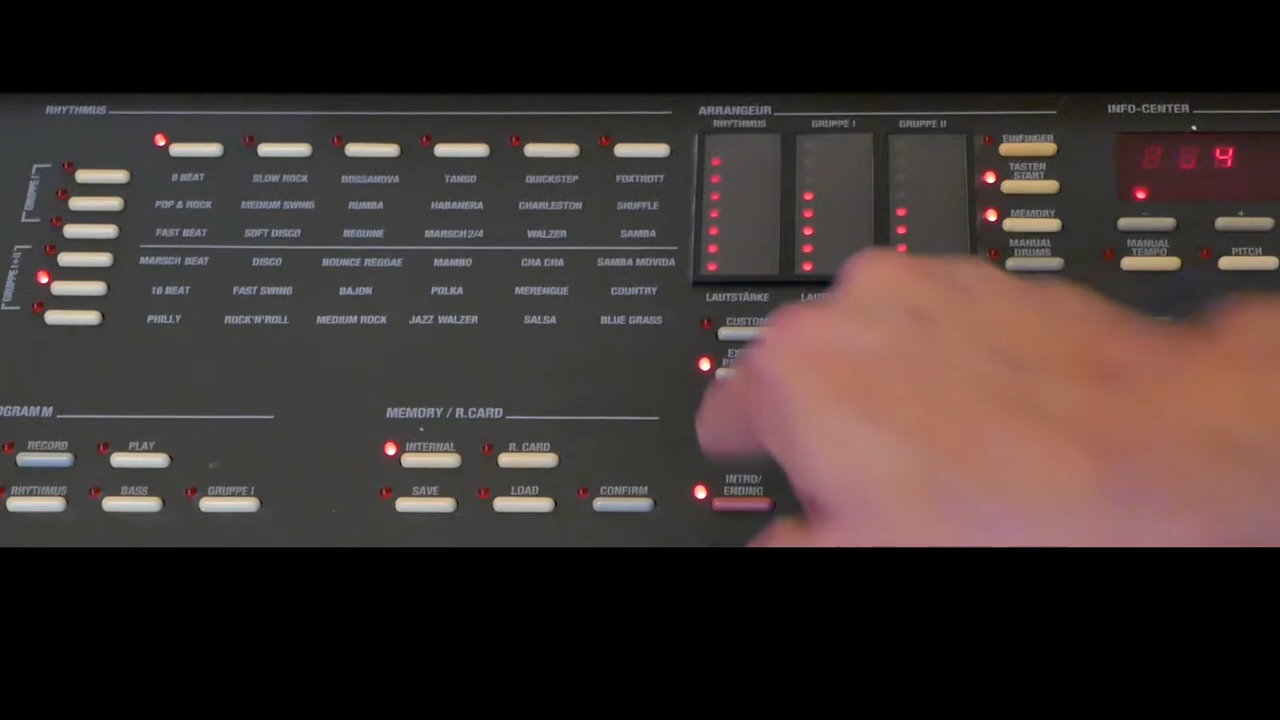 RHYTHMUS
8 BEAT SLOW ROCK BOSSANOVA TANGO QUICKSTEP FOXTROTT
POP & ROCK MEDIUM SWING RUMBA HABANERA CHARLESTON SHUFFLE
FAST BEAT SOFT DISCO BEGUINE MARSCH 2/4 WALZER SAMBA
MARSCH BEAT DISCO BOUNCE REGGAE MAMBO CHA CHA SAMBA MOVIDA
16 BEAT FAST SWING BAJON POLKA MERENGUE COUNTRY
PHILLY ROCK'N'ROLL MEDIUM ROCK JAZZ WALZER SALSA BLUE GRASS
GRUPPE I
GRUPPE I+II
ARRANGEUR
RHYTHMUS GRUPPE I GRUPPE II
EINFINGER
TASTEN
START
MEMORY
MANUAL
DRUMS
LAUTSTÄRKE LAU
CUSTOM
INTRO/
ENDING
INFO-CENTER
4
- +
MANUAL
TEMPO
PITCH
OGRAMM
RECORD PLAY
RHYTHMUS BASS GRUPPE I
MEMORY / R.CARD
INTERNAL R. CARD
SAVE LOAD CONFIRM